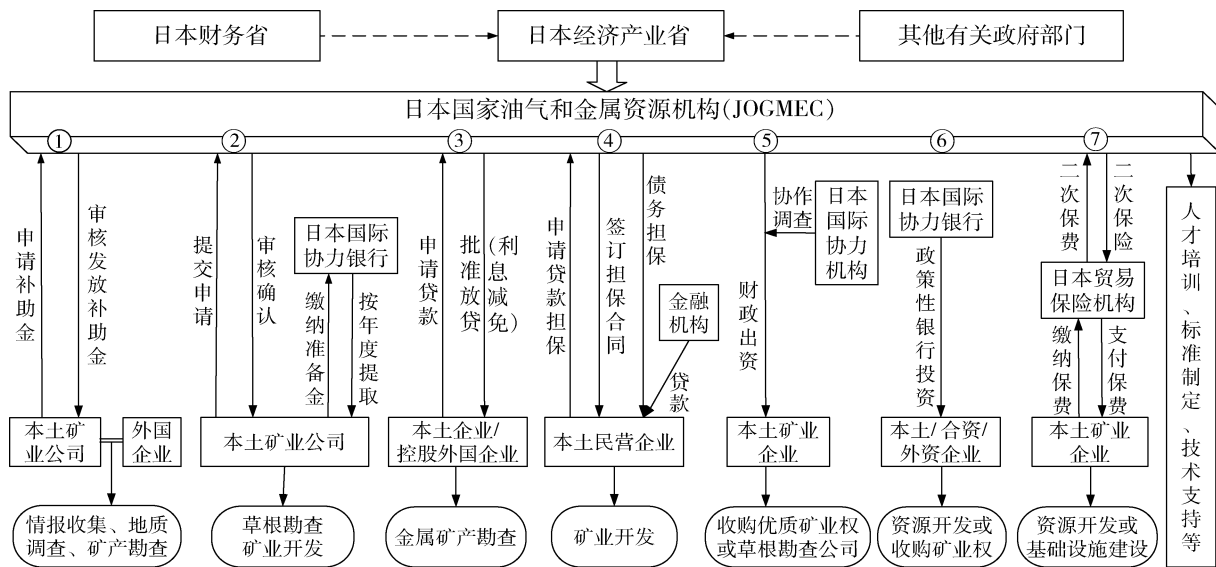 日本财务省
日本经济产业省
其他有关政府部门
日本国家油气和金属资源机构(JOGMEC)
①
②
③
④
⑤
⑥
⑦
申请补助金
审核发放补助金
提交申请
审核确认
日本国际
协力银行
缴纳准备金
按年度提取
申请贷款
批准放贷
(利息减免)
申请贷款担保
签订担保合同
债务担保
金融
机构
贷款
协作
调查
日本
国际
协力
机构
财政出资
日本国际
协力银行
政策性银行投资
二次保费
二次保险
日本贸易
保险机构
缴纳保费
支付保费
人才培训、标准制定、技术支持等
本土矿
业公司
外国
企业
本土矿业公司
本土企业/
控股外国企业
本土民营企业
本土矿业
企业
本土/合资/
外资企业
本土矿业
企业
情报收集、地质
调查、矿产勘查
草根勘查
矿业开发
金属矿产勘查
矿业开发
收购优质矿业权
或草根勘查公司
资源开发或
收购矿业权
资源开发或
基础设施建设